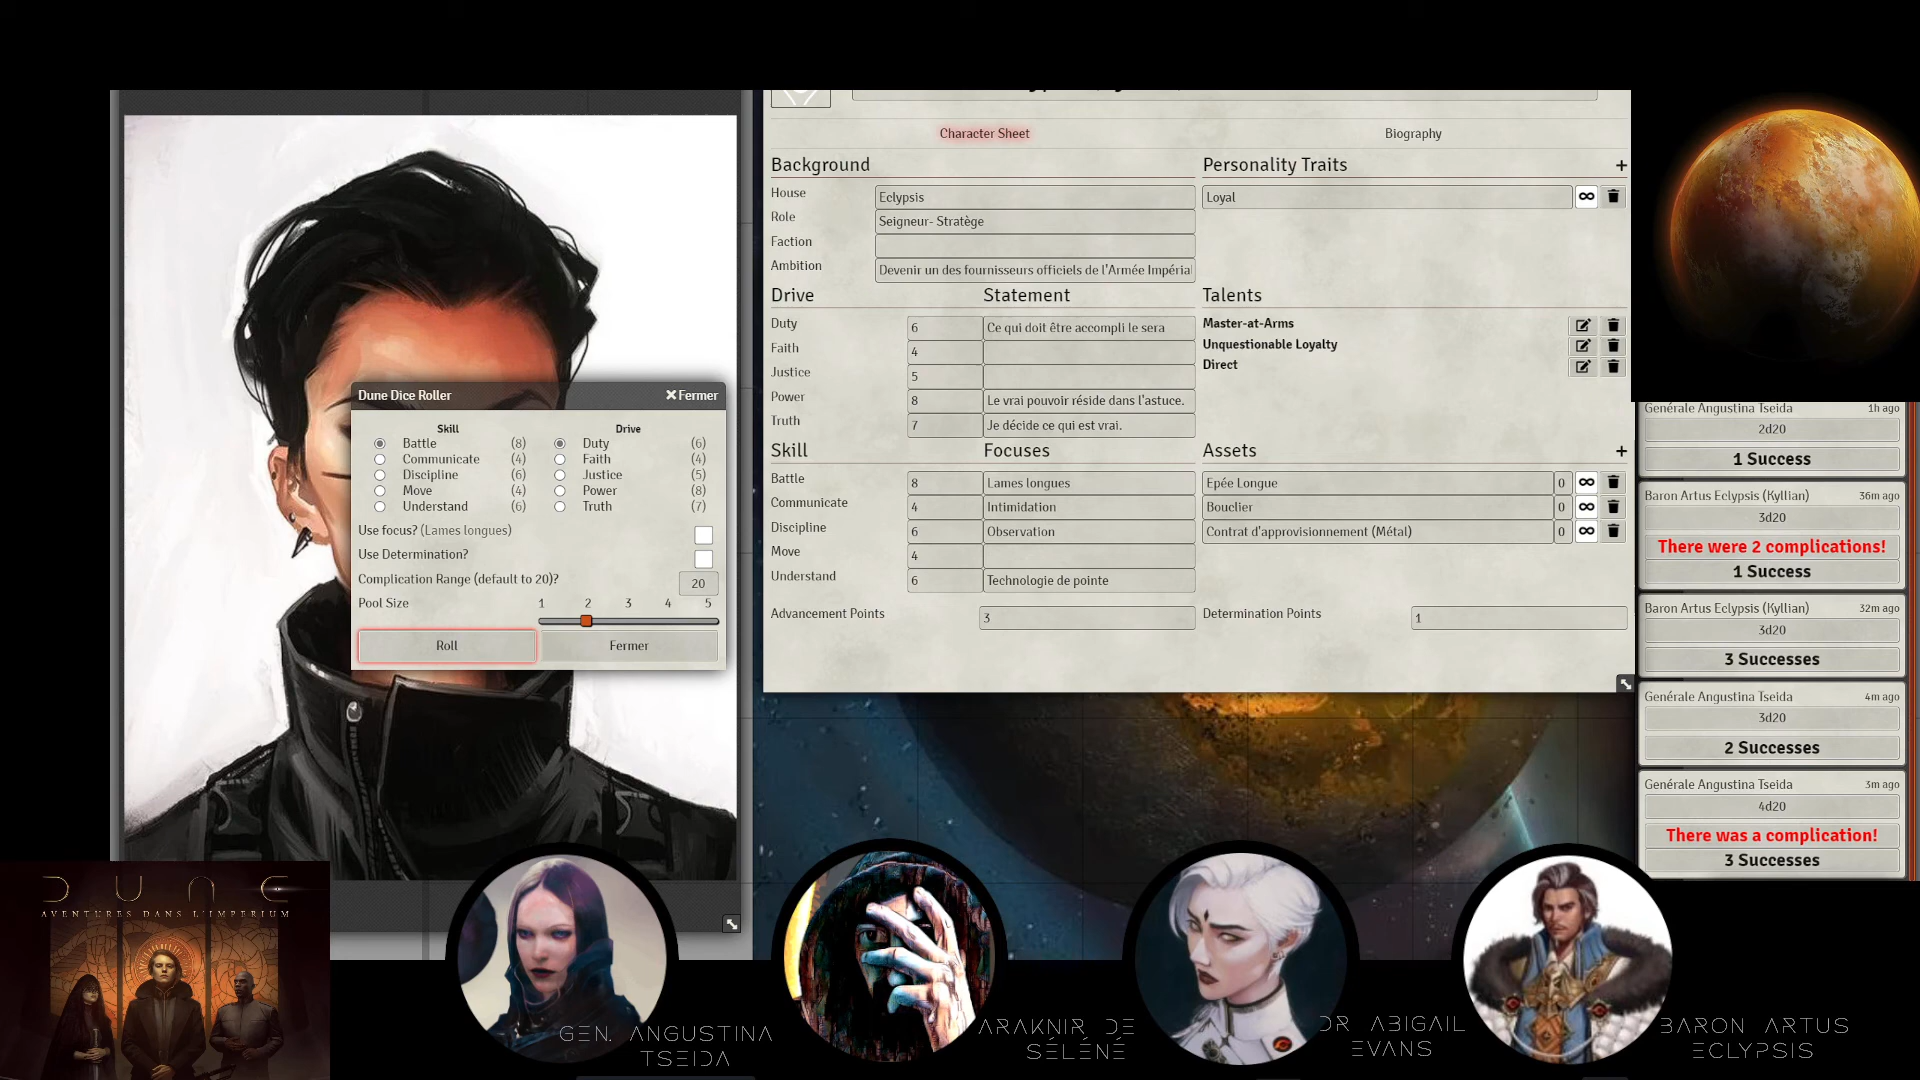 Character Sheet
Biography
Background
House
Eclypsis
Role
Seigneur- Stratège
Faction
Ambition
Devenir un des fournisseurs officiels de l'Armée Impéria
Personality Traits +
Loyal
Drive Statement
Duty 6 Ce qui doit être accompli le sera
Faith 4
Justice 5
Power 8 Le vrai pouvoir réside dans l'astuce.
Truth 7 Je décide ce qui est vrai.
Talents
Master-at-Arms
Unquestionable Loyalty
Direct
Skill Focuses
Battle 8 Lames longues
Communicate 4 Intimidation
Discipline 6 Observation
Move 4
Understand 6 Technologie de pointe
Assets +
Epée Longue 0
Bouclier 0
Contrat d'approvisionnement (Métal) 0
Advancement Points 3
Determination Points 1
Dune Dice Roller Fermer
Skill Drive
Battle (8) Duty (6)
Communicate (4) Faith (4)
Discipline (6) Justice (5)
Move (4) Power (8)
Understand (6) Truth (7)
Use focus? (Lames longues)
Use Determination?
Complication Range (default to 20)? 20
Pool Size 1 2 3 4 5
Roll Fermer
Générale Angustina Tseida 1h ago
2d20
1 Success
Baron Artus Eclypsis (Kyllian) 36m ago
3d20
There were 2 complications!
1 Success
Baron Artus Eclypsis (Kyllian) 32m ago
3d20
3 Successes
Générale Angustina Tseida 4m ago
3d20
2 Successes
Générale Angustina Tseida 3m ago
4d20
There was a complication!
3 Successes
DUNE
AVENTURES DANS L'IMPERIUM
GEN. ANGUSTINA
TSEIDA
ARAKNIR DE
SÉLÉNÉ
DR ABIGAIL
EVANS
BARON ARTUS
ECLYPSIS